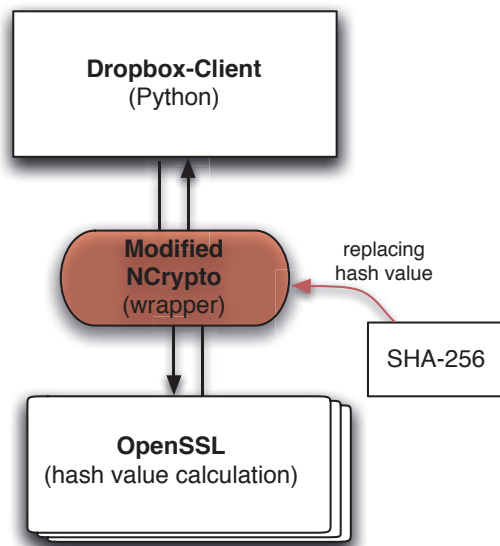 Dropbox-Client
(Python)
Modified
NCrypto
(wrapper)
replacing
hash value
SHA-256
OpenSSL
(hash value calculation)